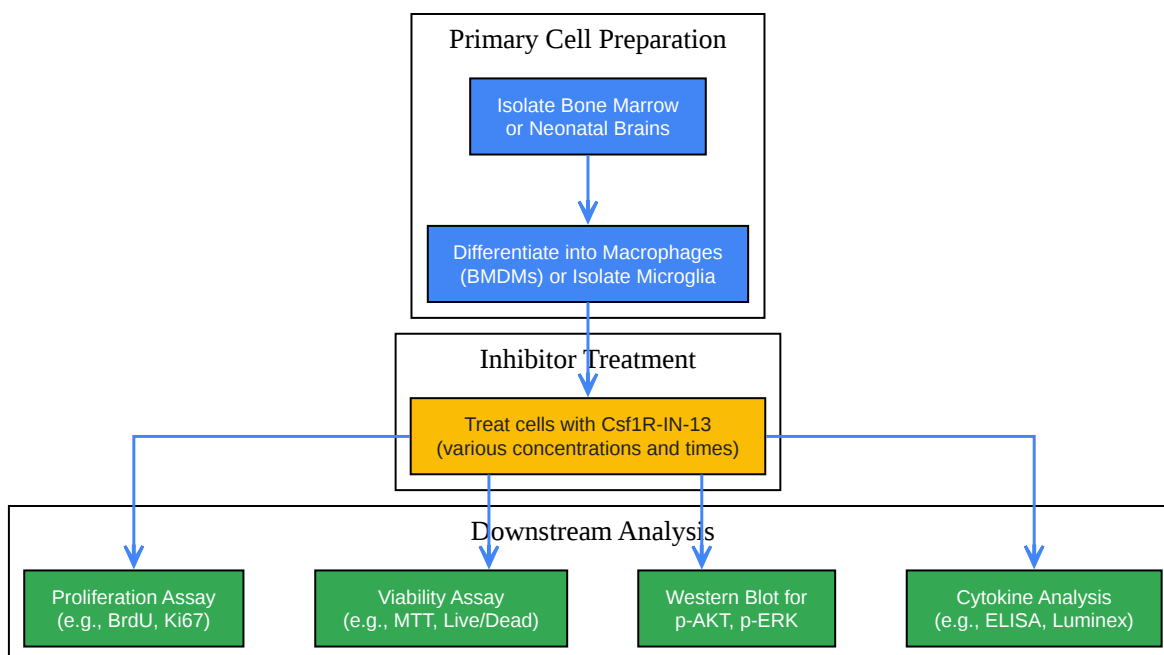 Primary Cell Preparation
Isolate Bone Marrow
or Neonatal Brains
Differentiate into Macrophages
(BMDMs) or Isolate Microglia
Inhibitor Treatment
Treat cells with Csf1R-IN-13
(various concentrations and times)
Downstream Analysis
Proliferation Assay
(e.g., BrdU, Ki67)
Viability Assay
(e.g., MTT, Live/Dead)
Western Blot for
p-AKT, p-ERK
Cytokine Analysis
(e.g., ELISA, Luminex)